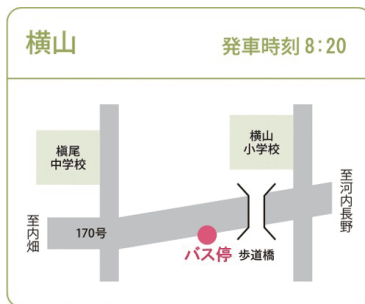 横山
発車時刻 8:20
槇尾
中学校
横山
小学校
至内畑
170号
バス停
歩道橋
至河内長野